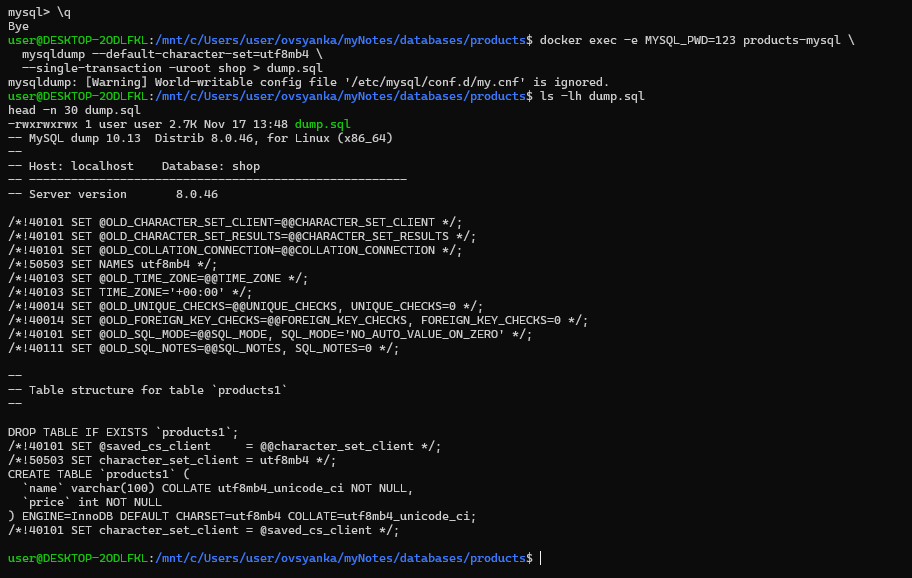 mysql> \q
Bye
user@DESKTOP-2ODLFKL:/mnt/c/Users/user/ovsyanka/myNotes/databases/products$ docker exec -e MYSQL_PWD=123 products-mysql \
  mysqldump --default-character-set=utf8mb4 \
  --single-transaction -uroot shop > dump.sql
mysqldump: [Warning] World-writable config file '/etc/mysql/conf.d/my.cnf' is ignored.
user@DESKTOP-2ODLFKL:/mnt/c/Users/user/ovsyanka/myNotes/databases/products$ ls -lh dump.sql
head -n 30 dump.sql
-rwxrwxrwx 1 user user 2.7K Nov 17 13:48 dump.sql
-- MySQL dump 10.13  Distrib 8.0.46, for Linux (x86_64)
--
-- Host: localhost    Database: shop
-- ------------------------------------------------------
-- Server version       8.0.46

/*!40101 SET @OLD_CHARACTER_SET_CLIENT=@@CHARACTER_SET_CLIENT */;
/*!40101 SET @OLD_CHARACTER_SET_RESULTS=@@CHARACTER_SET_RESULTS */;
/*!40101 SET @OLD_COLLATION_CONNECTION=@@COLLATION_CONNECTION */;
/*!50503 SET NAMES utf8mb4 */;
/*!40103 SET @OLD_TIME_ZONE=@@TIME_ZONE */;
/*!40103 SET TIME_ZONE='+00:00' */;
/*!40014 SET @OLD_UNIQUE_CHECKS=@@UNIQUE_CHECKS, UNIQUE_CHECKS=0 */;
/*!40014 SET @OLD_FOREIGN_KEY_CHECKS=@@FOREIGN_KEY_CHECKS, FOREIGN_KEY_CHECKS=0 */;
/*!40101 SET @OLD_SQL_MODE=@@SQL_MODE, SQL_MODE='NO_AUTO_VALUE_ON_ZERO' */;
/*!40111 SET @OLD_SQL_NOTES=@@SQL_NOTES, SQL_NOTES=0 */;

--
-- Table structure for table `products1`
--

DROP TABLE IF EXISTS `products1`;
/*!40101 SET @saved_cs_client     = @@character_set_client */;
/*!50503 SET character_set_client = utf8mb4 */;
CREATE TABLE `products1` (
  `name` varchar(100) COLLATE utf8mb4_unicode_ci NOT NULL,
  `price` int NOT NULL
) ENGINE=InnoDB DEFAULT CHARSET=utf8mb4 COLLATE=utf8mb4_unicode_ci;
/*!40101 SET character_set_client = @saved_cs_client */;

user@DESKTOP-2ODLFKL:/mnt/c/Users/user/ovsyanka/myNotes/databases/products$